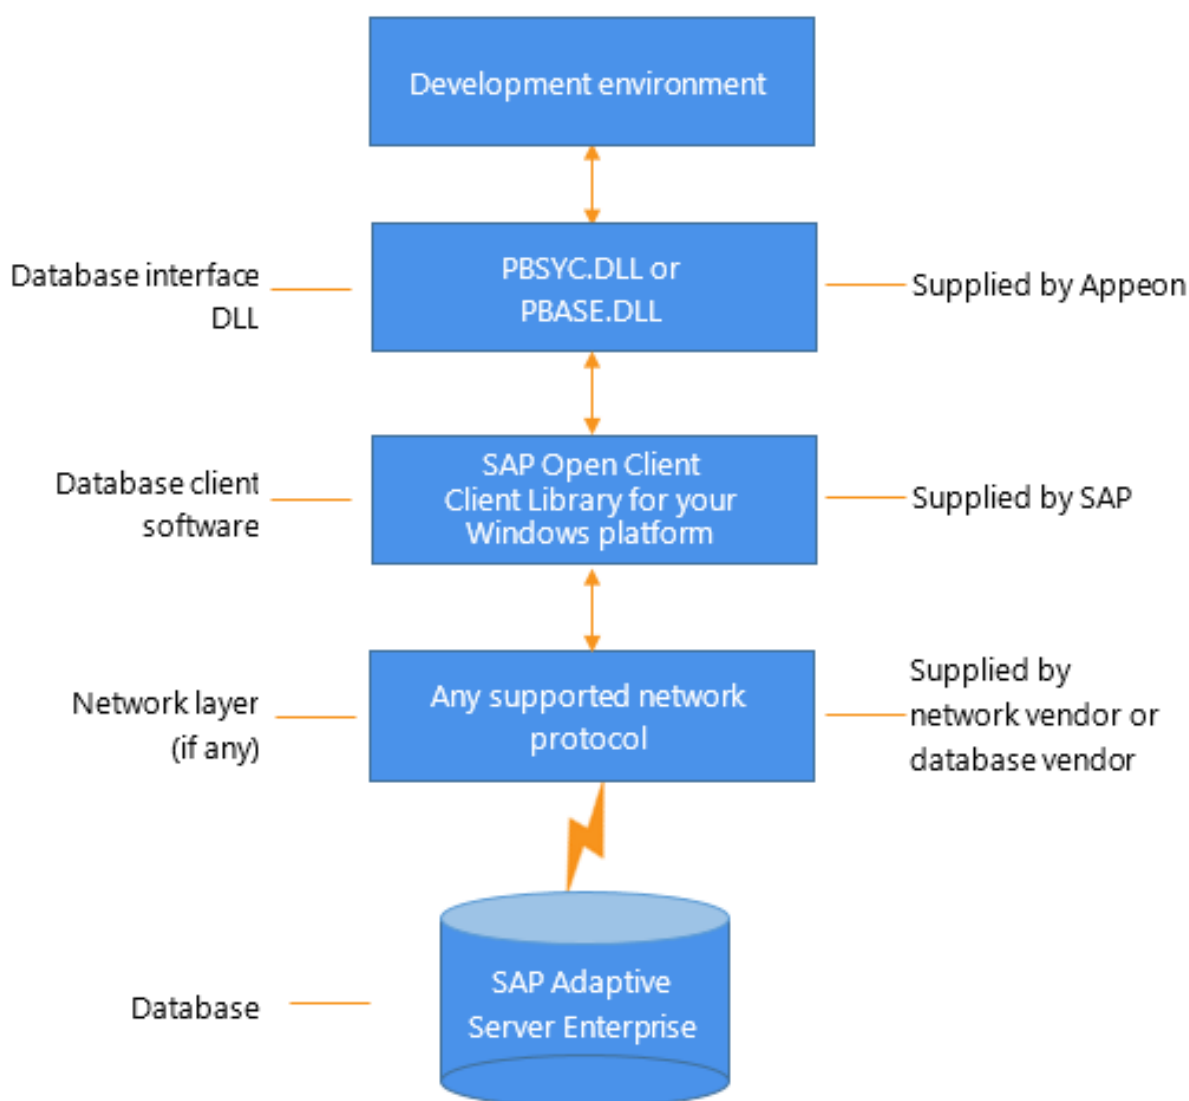 Development environment
Database interface
DLL
PBSYC.DLL or
PBASE.DLL
Supplied by Appeon
Database client
software
SAP Open Client
Client Library for your
Windows platform
Supplied by SAP
Network layer
(if any)
Any supported network
protocol
Supplied by
network vendor or
database vendor
Database
SAP Adaptive
Server Enterprise